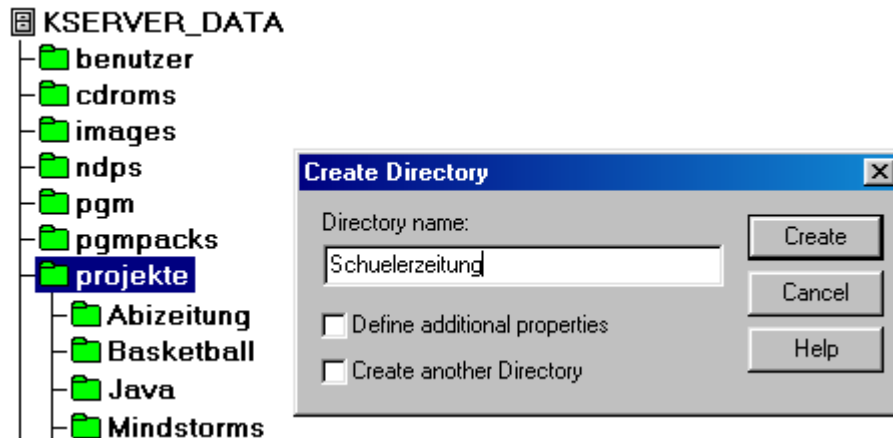 KSERVER_DATA
benutzer
cdroms
images
ndps
pgm
pgmpacks
projekte
Abizeitung
Basketball
Java
Mindstorms
Create Directory
Directory name:
Schuelerzeitung
Define additional properties
Create another Directory
Create
Cancel
Help